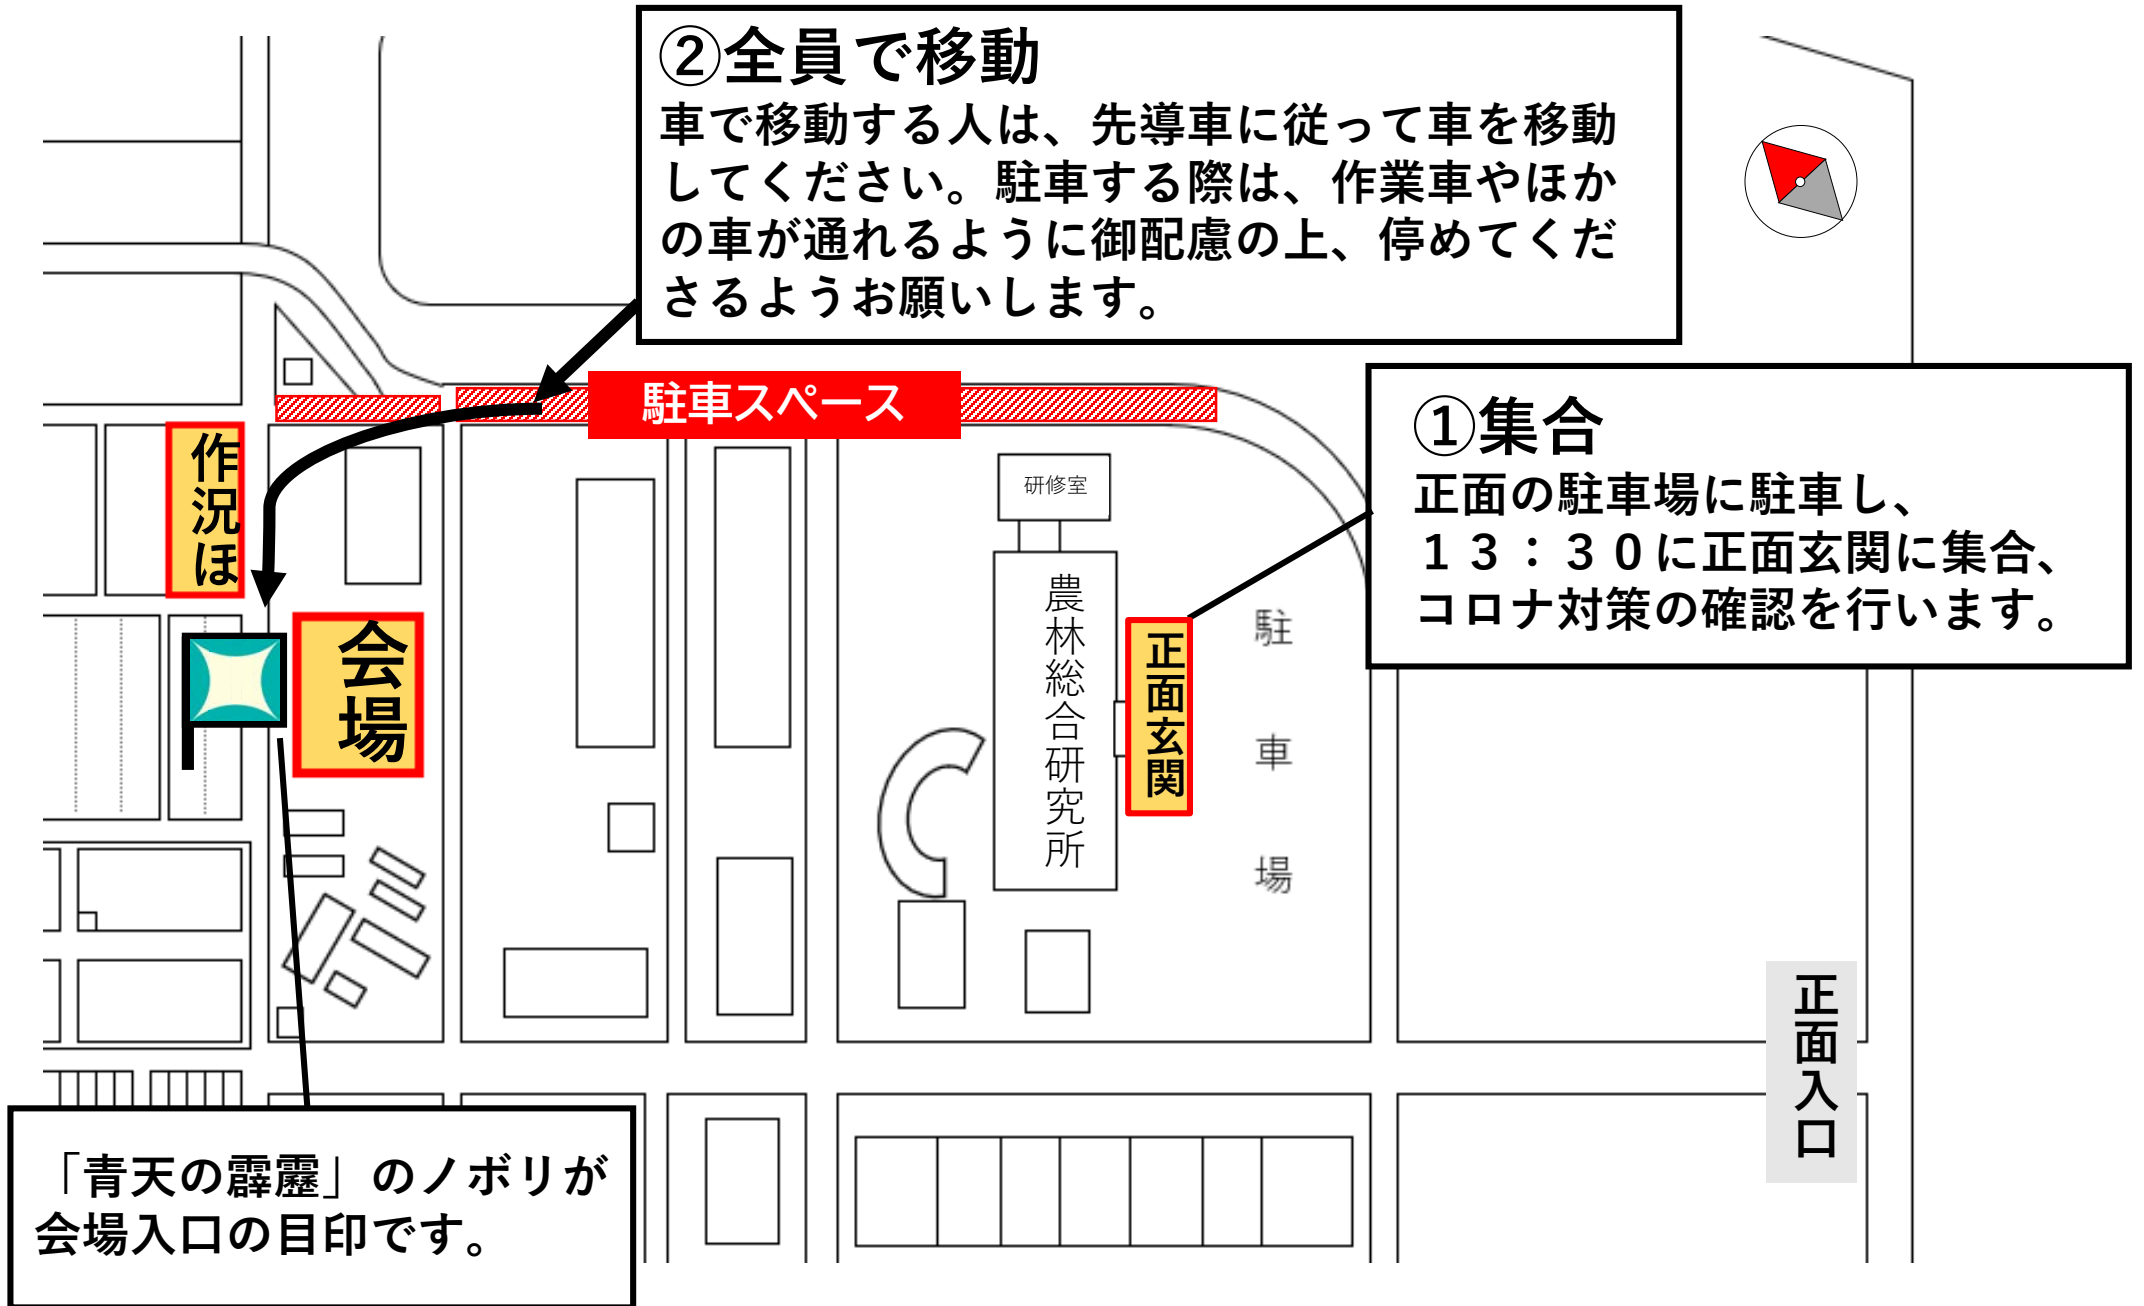 ②全員で移動
車で移動する人は、先導車に従って車を移動
してください。駐車する際は、作業車やほか
の車が通れるように御配慮の上、停めてくだ
さるようお願いします。
駐車スペース
①集合
正面の駐車場に駐車し、
１３：３０に正面玄関に集合、
コロナ対策の確認を行います。
作況ほ
会場
研修室
農林総合研究所
正面玄関
駐車場
正面入口
「青天の霹靂」のノボリが
会場入口の目印です。